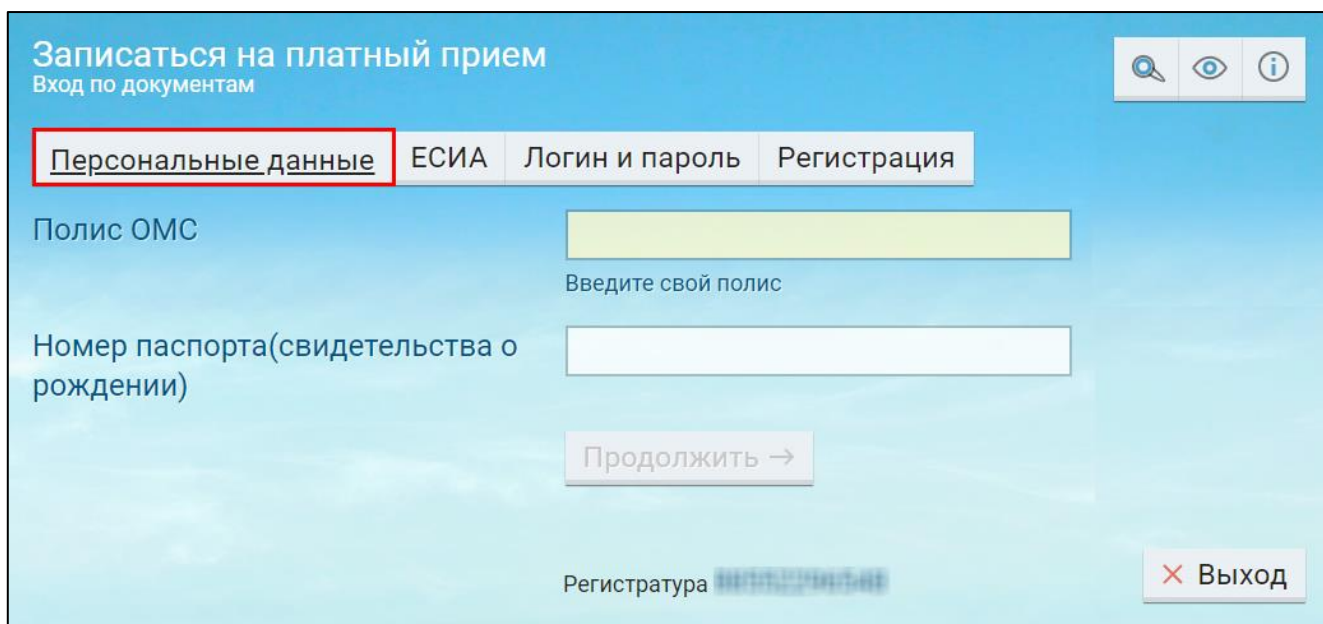 Записаться на платный прием
Вход по документам
Персональные данные ЕСИА Логин и пароль Регистрация
Полис ОМС
Введите свой полис
Номер паспорта(свидетельства о
рождении)
Продолжить →
Регистратура
Выход